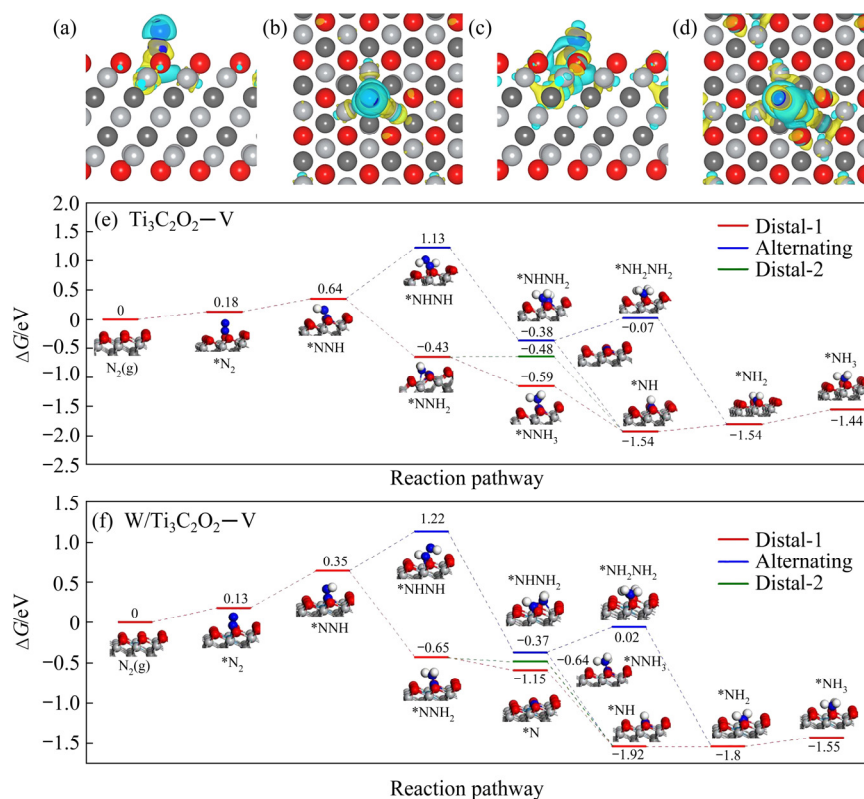 (a) (b) (c) (d)
(e) Ti₃C₂O₂—V
2.0
1.5
1.0
0.5
0
−0.5
−1.0
−1.5
−2.0
−2.5
ΔG/eV
Distal-1
Alternating
Distal-2
0
N₂(g)
0.18
*N₂
0.64
*NNH
1.13
*NHNH
−0.43
*NNH₂
*NHNH₂
−0.38
−0.48
−0.59
*NNH₃
*NH₂NH₂
−0.07
*NH
−1.54
*NH₂
−1.54
*NH₃
−1.44
Reaction pathway
(f) W/Ti₃C₂O₂—V
1.5
1.0
0.5
0
−0.5
−1.0
−1.5
ΔG/eV
Distal-1
Alternating
Distal-2
0
N₂(g)
0.13
*N₂
0.35
*NNH
1.22
*NHNH
−0.65
*NNH₂
*NHNH₂
−0.37
−0.64
−1.15
*N
*NH₂NH₂
0.02
*NNH₃
*NH
−1.92
*NH₂
−1.8
*NH₃
−1.55
Reaction pathway